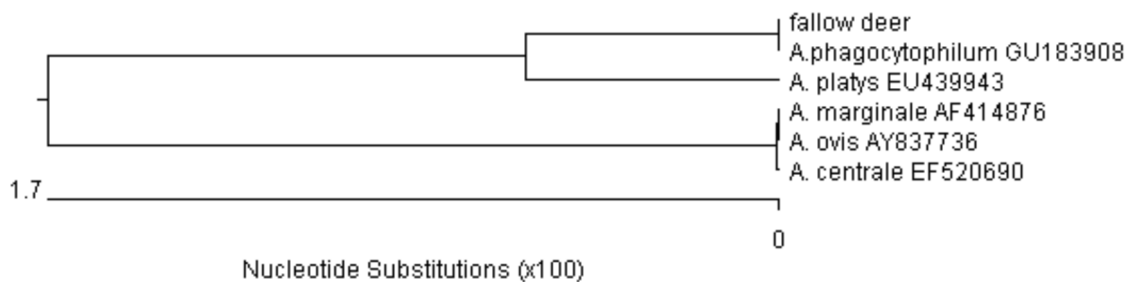 fallow deer
A.phagocytophilum GU183908
A. platys EU439943
A. marginale AF414876
A. ovis AY837736
A. centrale EF520690
1.7
0
Nucleotide Substitutions (x100)